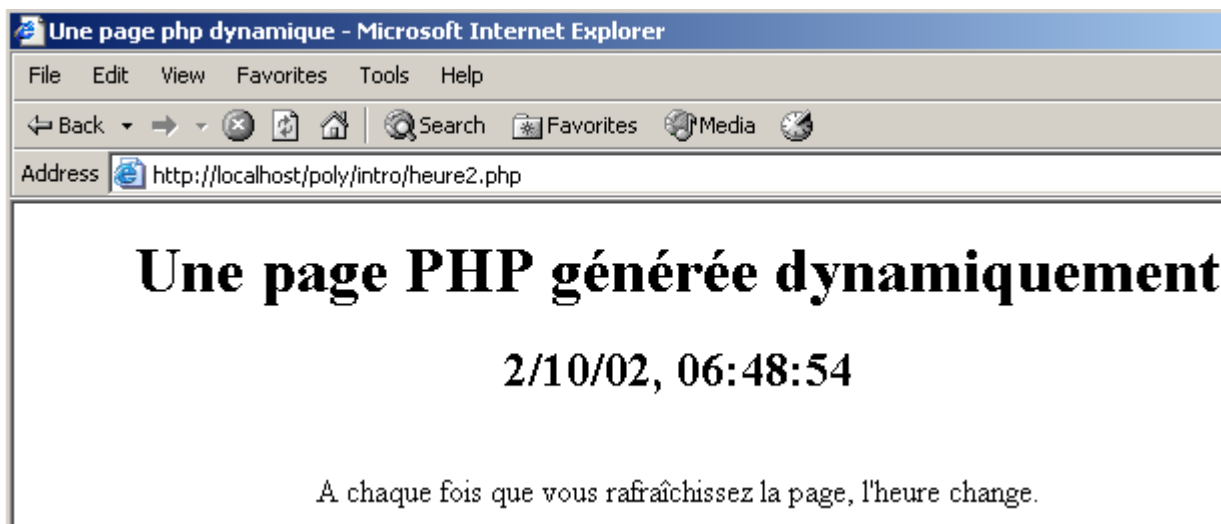 Une page php dynamique - Microsoft Internet Explorer
File Edit View Favorites Tools Help
Back Search Favorites Media
Address http://localhost/poly/intro/heure2.php
Une page PHP générée dynamiquement
2/10/02, 06:48:54
A chaque fois que vous rafraîchissez la page, l'heure change.